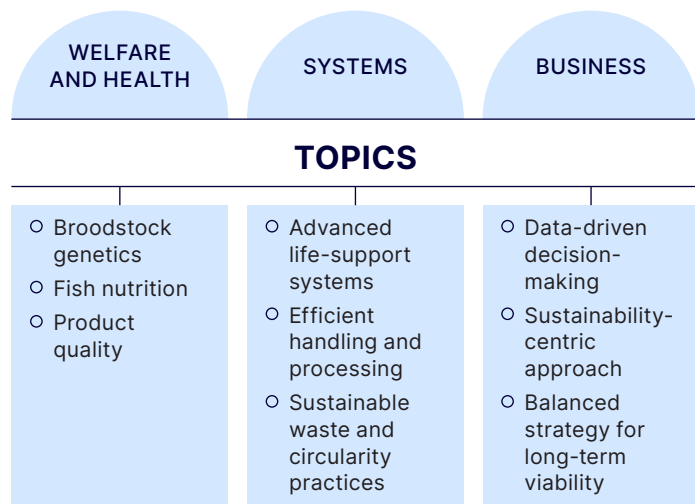 WELFARE
AND HEALTH
SYSTEMS
BUSINESS
TOPICS
Broodstock
genetics
Fish nutrition
Product
quality
Advanced
life-support
systems
Efficient
handling and
processing
Sustainable
waste and
circularity
practices
Data-driven
decision-
making
Sustainability-
centric
approach
Balanced
strategy for
long-term
viability